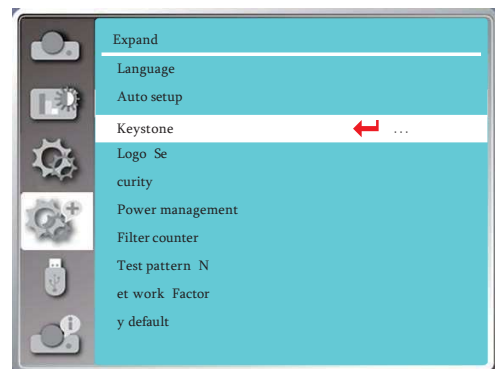 Expand
Language
Auto setup
Keystone ...
Logo Se
curity
Power management
Filter counter
Test pattern N
et work Factor
y default